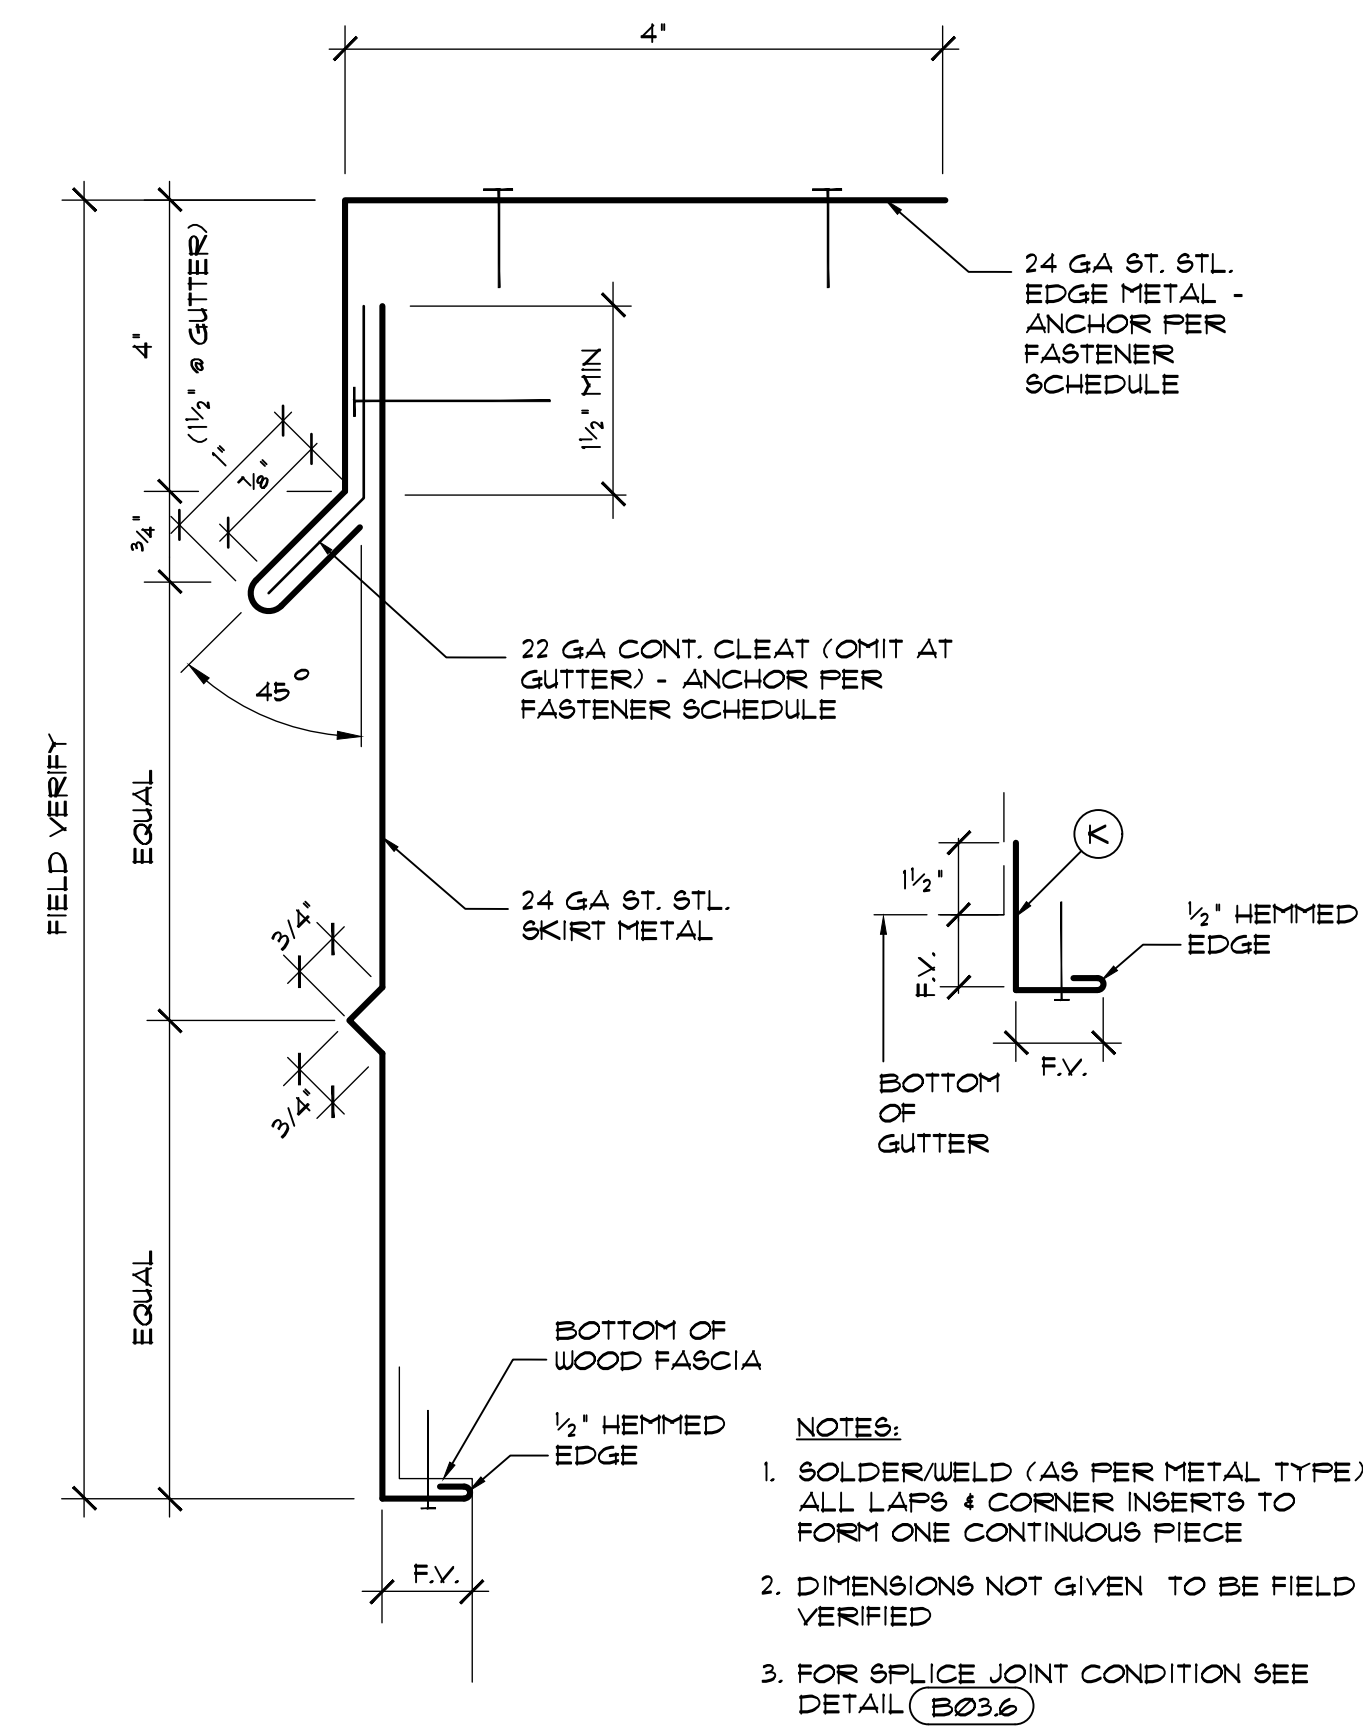 4"
24 GA ST. STL.
EDGE METAL -
ANCHOR PER
FASTENER
SCHEDULE
4"
(1½" @ GUTTER)
1½" MIN
1"
⅞"
¾"
22 GA CONT. CLEAT (OMIT AT
GUTTER) - ANCHOR PER
FASTENER SCHEDULE
45°
FIELD VERIFY
EQUAL
24 GA ST. STL.
SKIRT METAL
3/4"
3/4"
K
1½"
F.V.
½" HEMMED
EDGE
F.V.
BOTTOM
OF
GUTTER
EQUAL
BOTTOM OF
WOOD FASCIA
½" HEMMED
EDGE
F.V.
NOTES:
1. SOLDER/WELD (AS PER METAL TYPE)
ALL LAPS & CORNER INSERTS TO
FORM ONE CONTINUOUS PIECE
2. DIMENSIONS NOT GIVEN TO BE FIELD
VERIFIED
3. FOR SPLICE JOINT CONDITION SEE
DETAIL BØ3.6